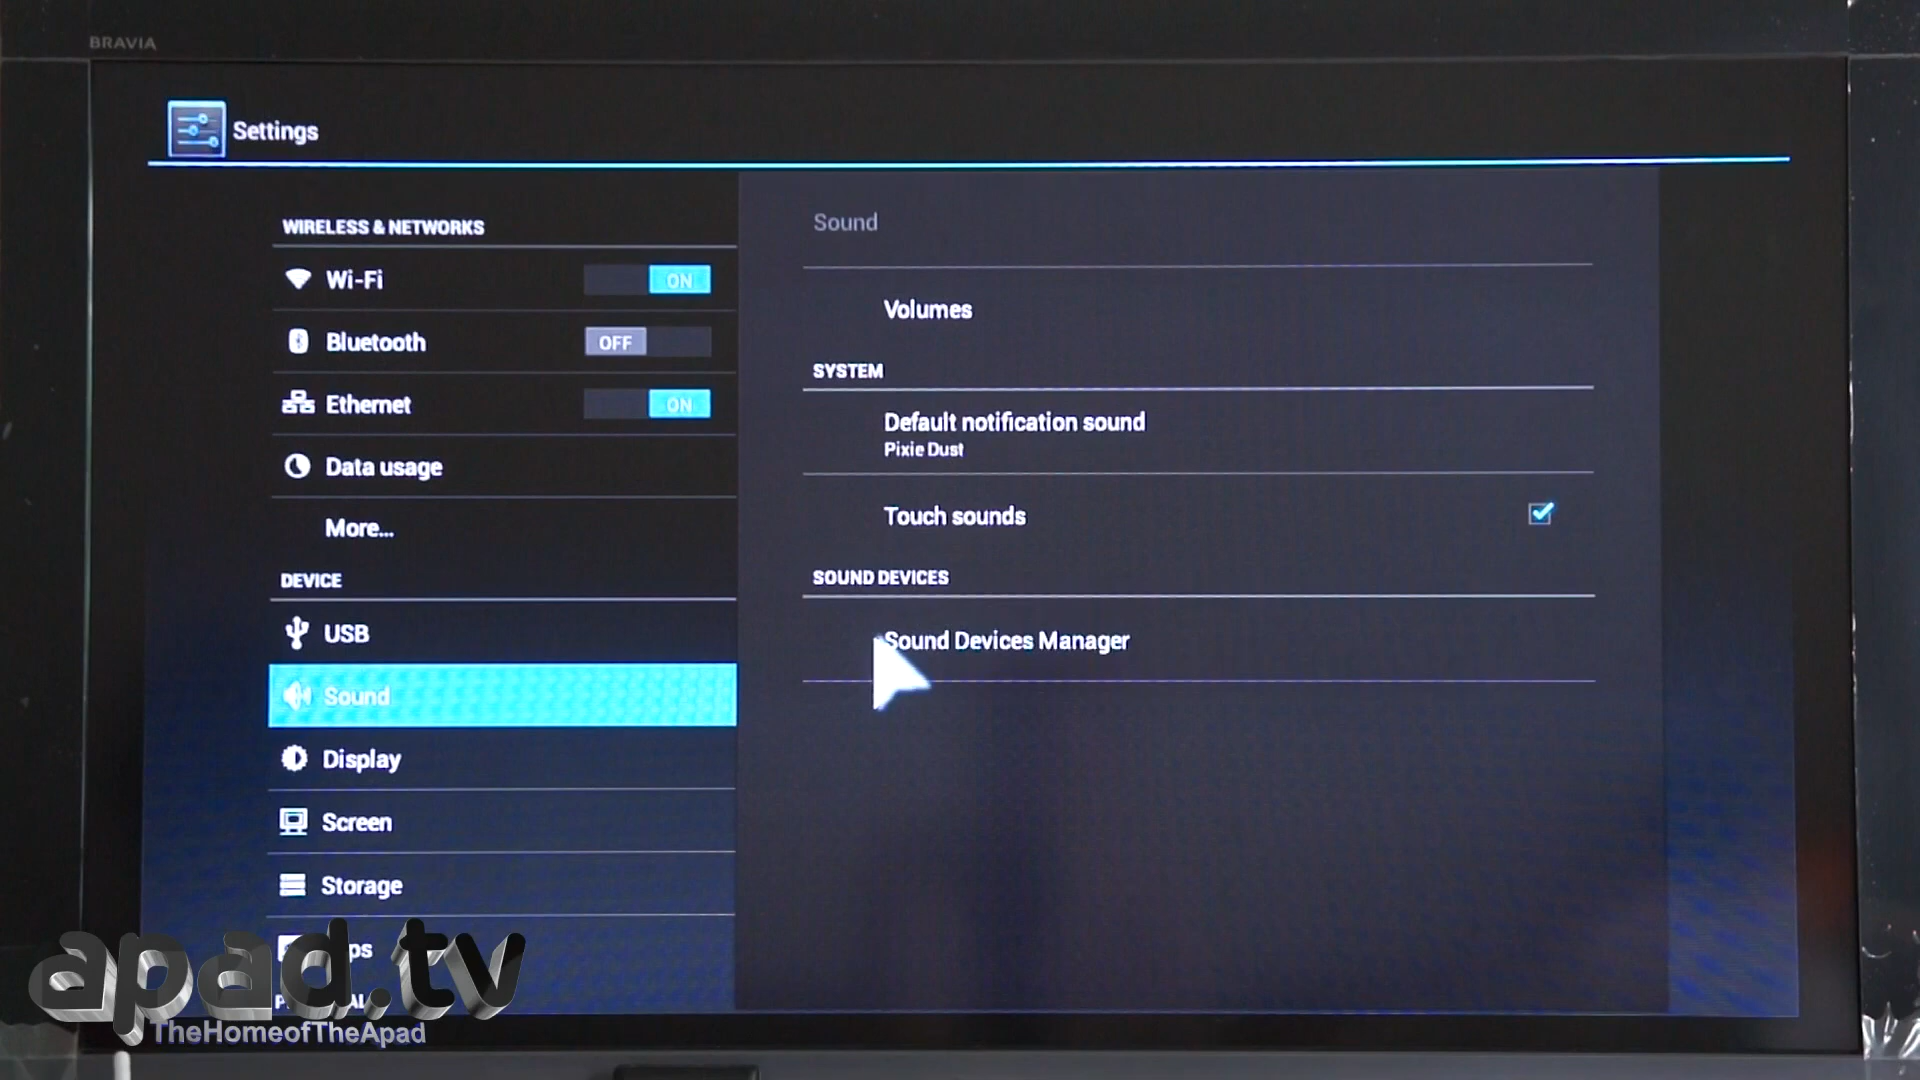 BRAVIA
Settings
WIRELESS & NETWORKS
Wi-Fi ON
Bluetooth OFF
Ethernet ON
Data usage
More...
DEVICE
USB
Sound
Display
Screen
Storage
Sound
Volumes
SYSTEM
Default notification sound
Pixie Dust
Touch sounds
SOUND DEVICES
Sound Devices Manager
apad.tv
TheHomeofTheApad